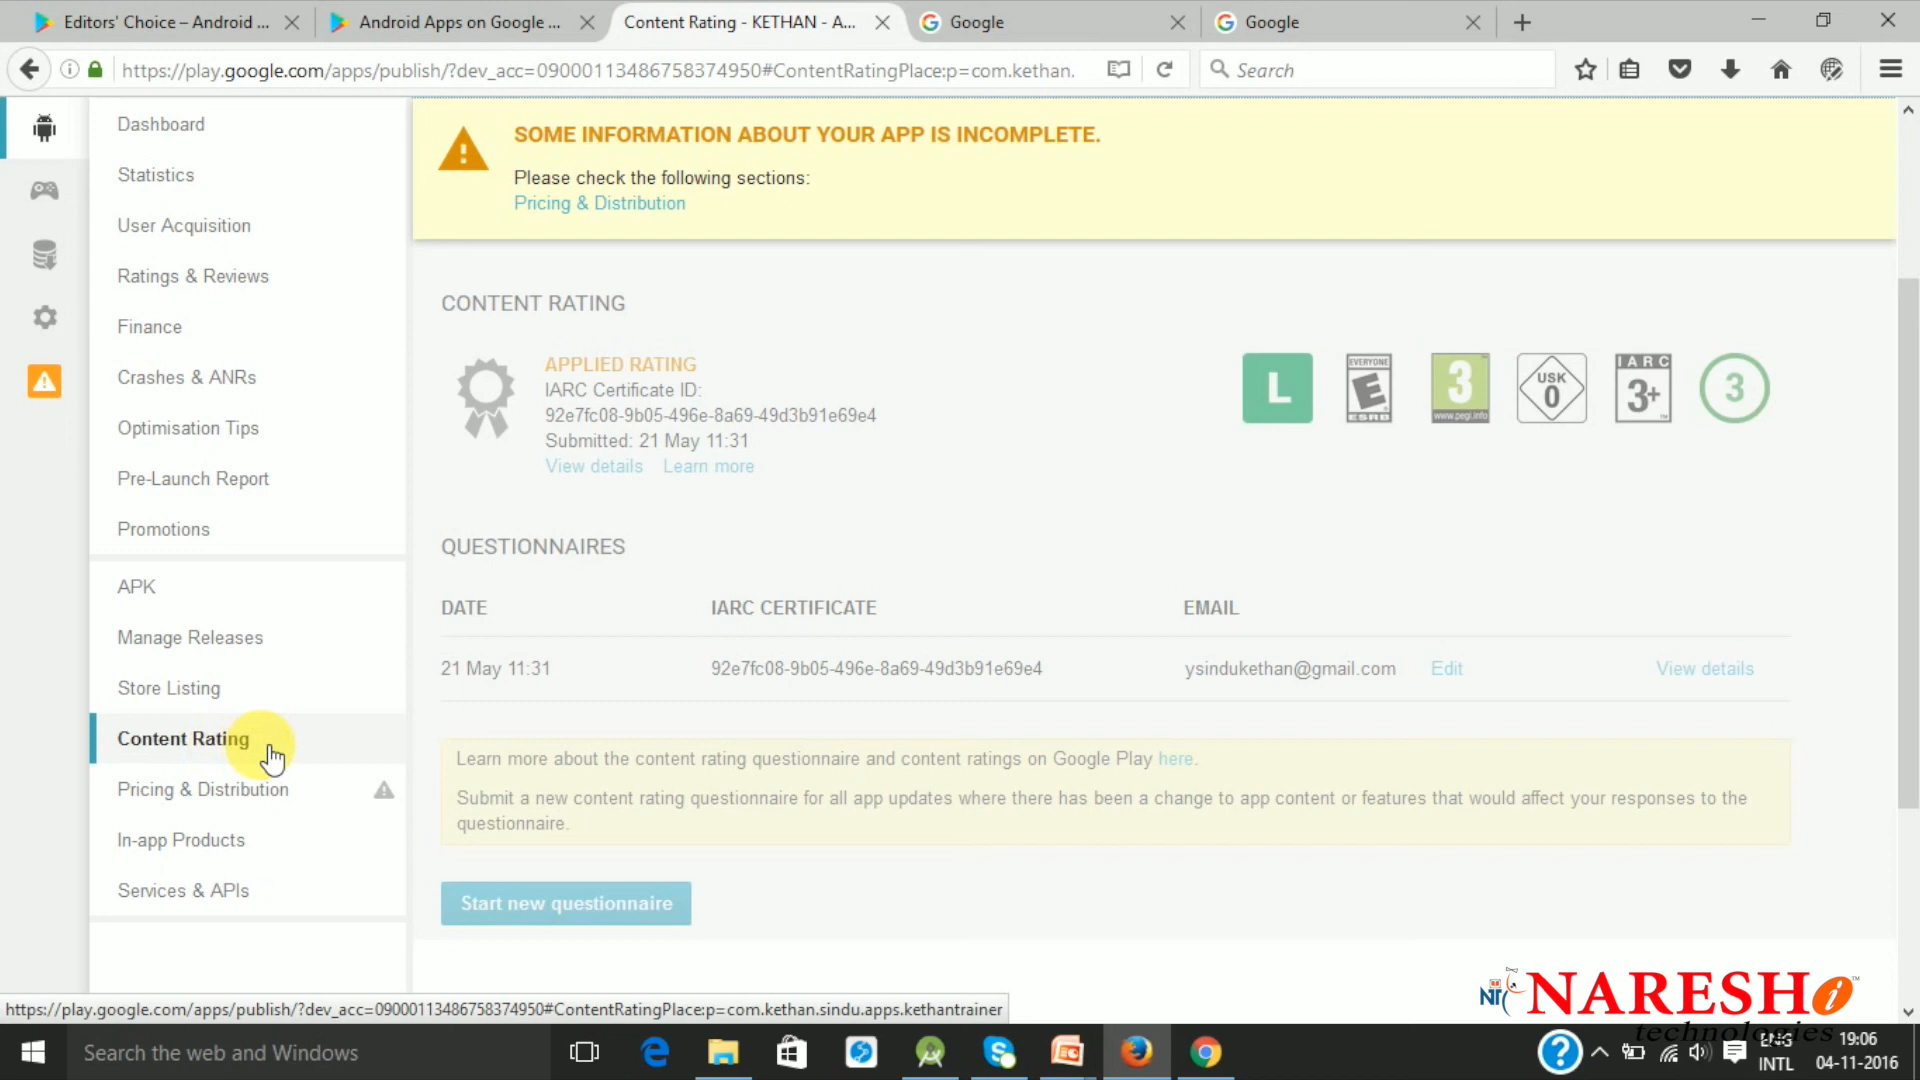 Editors' Choice – Android ...
Android Apps on Google ...
Content Rating - KETHAN - A...
Google
Google
https://play.google.com/apps/publish/?dev_acc=09000113486758374950#ContentRatingPlace:p=com.kethan.
Search
Dashboard
Statistics
User Acquisition
Ratings & Reviews
Finance
Crashes & ANRs
Optimisation Tips
Pre-Launch Report
Promotions
APK
Manage Releases
Store Listing
Content Rating
Pricing & Distribution
In-app Products
Services & APIs
SOME INFORMATION ABOUT YOUR APP IS INCOMPLETE.
Please check the following sections:
Pricing & Distribution
CONTENT RATING
APPLIED RATING
IARC Certificate ID:
92e7fc08-9b05-496e-8a69-49d3b91e69e4
Submitted: 21 May 11:31
View details Learn more
L
EVERYONE
E
ESRB
3
www.pegi.info
USK
0
IARC
3+
3
QUESTIONNAIRES
DATE IARC CERTIFICATE EMAIL
21 May 11:31 92e7fc08-9b05-496e-8a69-49d3b91e69e4 ysindukethan@gmail.com Edit View details
Learn more about the content rating questionnaire and content ratings on Google Play here.
Submit a new content rating questionnaire for all app updates where there has been a change to app content or features that would affect your responses to the
questionnaire.
Start new questionnaire
NARESH i
technologies
https://play.google.com/apps/publish/?dev_acc=09000113486758374950#ContentRatingPlace:p=com.kethan.sindu.apps.kethantrainer
Search the web and Windows
ENG
INTL
19:06
04-11-2016